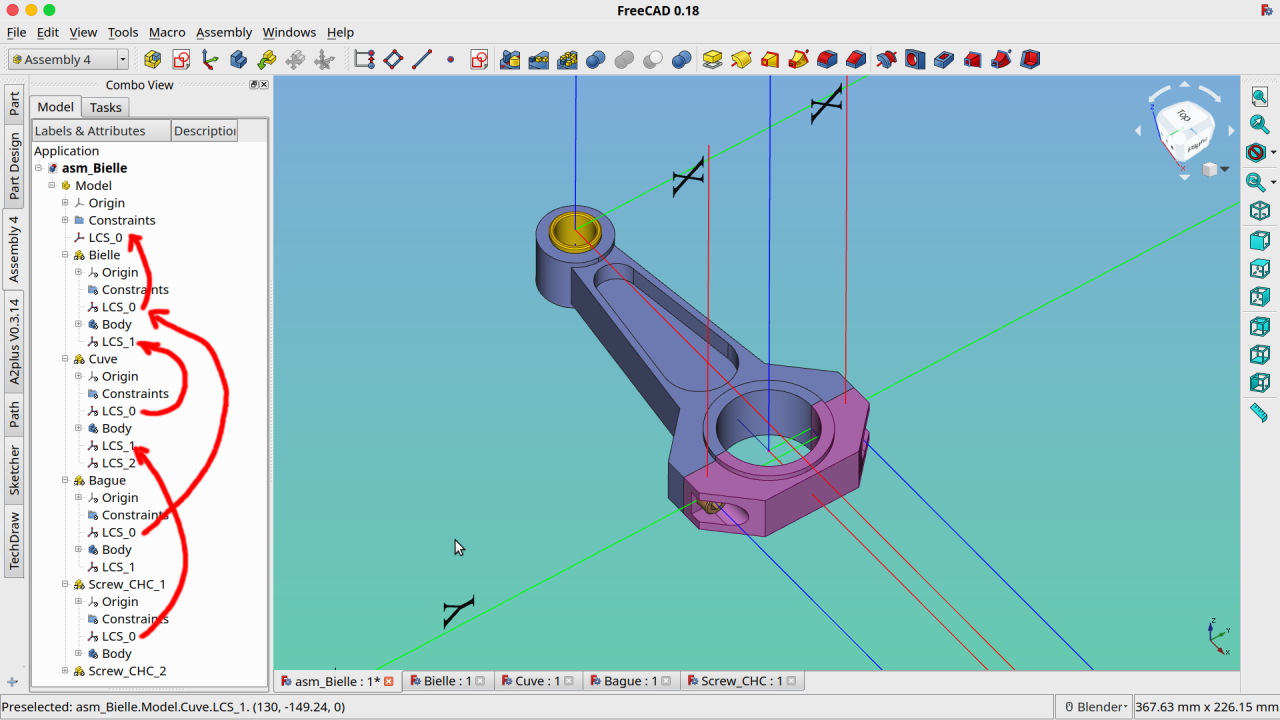 FreeCAD 0.18
File Edit View Tools Macro Assembly Windows Help
Assembly 4
Combo View
Model Tasks
Labels & Attributes Description
Application
asm_Bielle
Model
Origin
Constraints
LCS_0
Bielle
Origin
Constraints
LCS_0
Body
LCS_1
Cuve
Origin
Constraints
LCS_0
Body
LCS_1
LCS_2
Bague
Origin
Constraints
LCS_0
Body
LCS_1
Screw_CHC_1
Origin
Constraints
LCS_0
Body
Screw_CHC_2
Part
Part Design
Assembly 4
A2plus V0.3.14
Path
Sketcher
TechDraw
X
X
Y
Top
Z
X
Z
Y
X
asm_Bielle : 1*
Bielle : 1
Cuve : 1
Bague : 1
Screw_CHC : 1
Preselected: asm_Bielle.Model.Cuve.LCS_1. (130, -149.24, 0)
Blender
367.63 mm x 226.15 mm